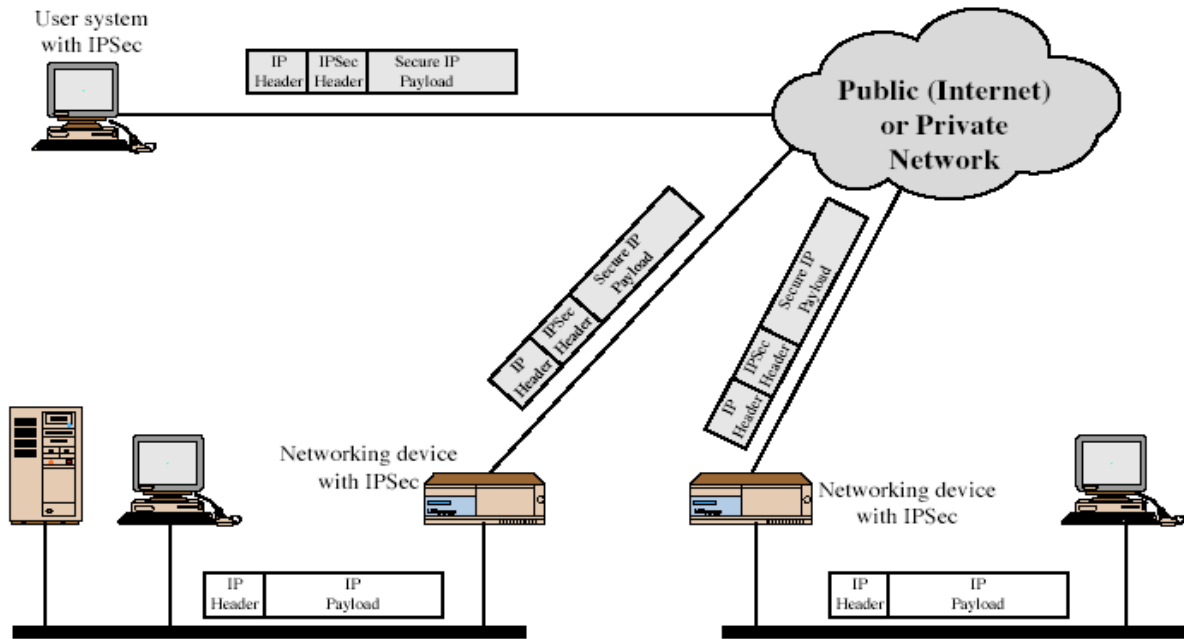 User system
with IPSec
IP
Header
IPSec
Header
Secure IP
Payload
Public (Internet)
or Private
Network
IP
Header
IPSec
Header
Secure IP
Payload
IP
Header
IPSec
Header
Secure IP
Payload
Networking device
with IPSec
Networking device
with IPSec
IP
Header
IP
Payload
IP
Header
IP
Payload